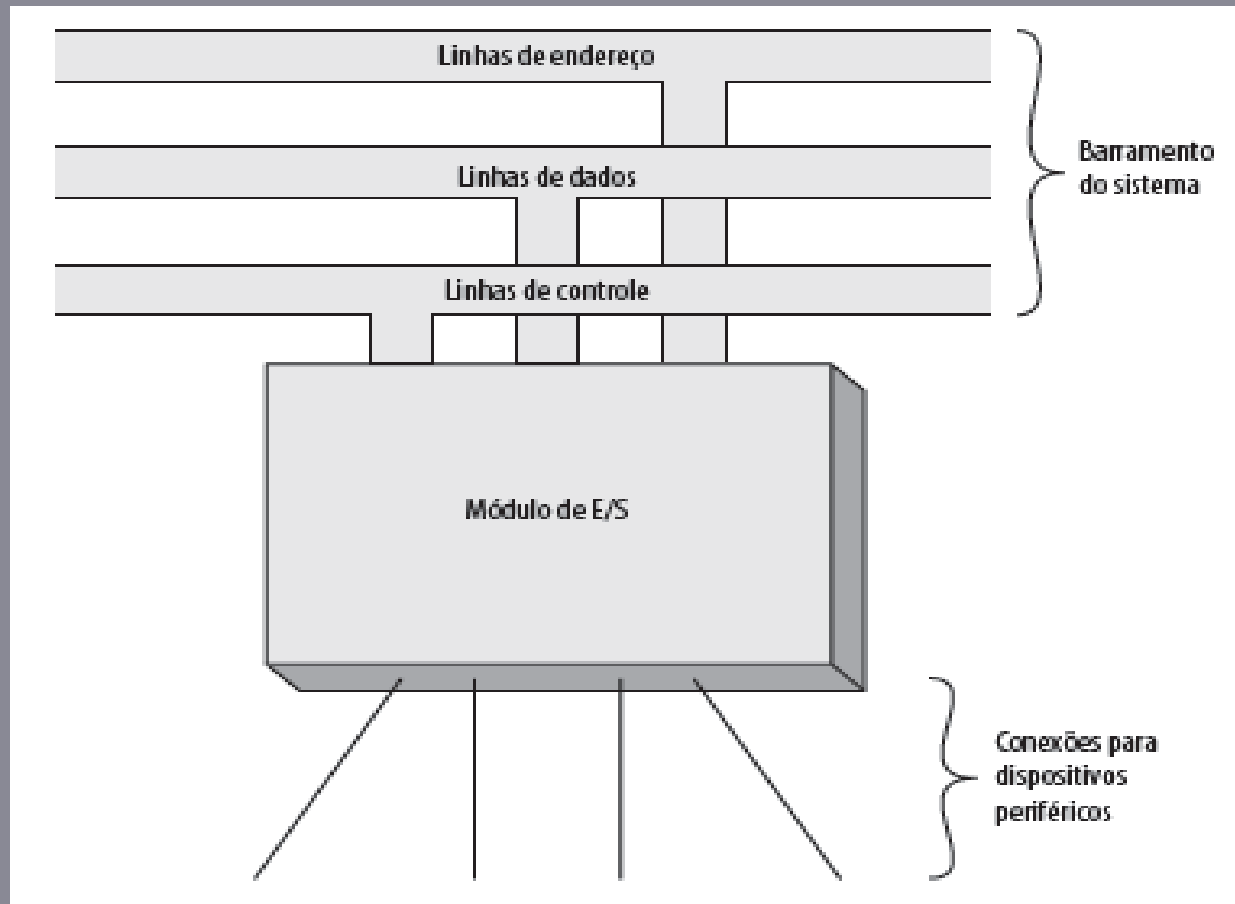 Linhas de endereço
Linhas de dados
Linhas de controle
Barramento
do sistema
Módulo de E/S
Conexões para
dispositivos
periféricos